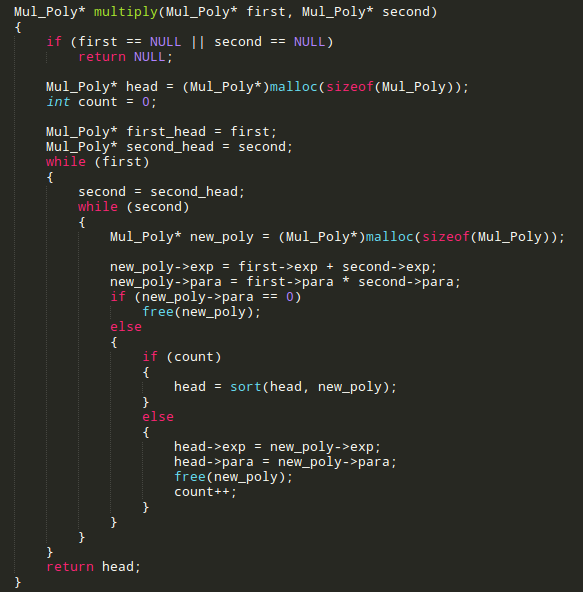 Mul_Poly* multiply(Mul_Poly* first, Mul_Poly* second)
{
    if (first == NULL || second == NULL)
        return NULL;

    Mul_Poly* head = (Mul_Poly*)malloc(sizeof(Mul_Poly));
    int count = 0;

    Mul_Poly* first_head = first;
    Mul_Poly* second_head = second;
    while (first)
    {
        second = second_head;
        while (second)
        {
            Mul_Poly* new_poly = (Mul_Poly*)malloc(sizeof(Mul_Poly));

            new_poly->exp = first->exp + second->exp;
            new_poly->para = first->para * second->para;
            if (new_poly->para == 0)
                free(new_poly);
            else
            {
                if (count)
                {
                    head = sort(head, new_poly);
                }
                else
                {
                    head->exp = new_poly->exp;
                    head->para = new_poly->para;
                    free(new_poly);
                    count++;
                }
            }
        }
    }
    return head;
}